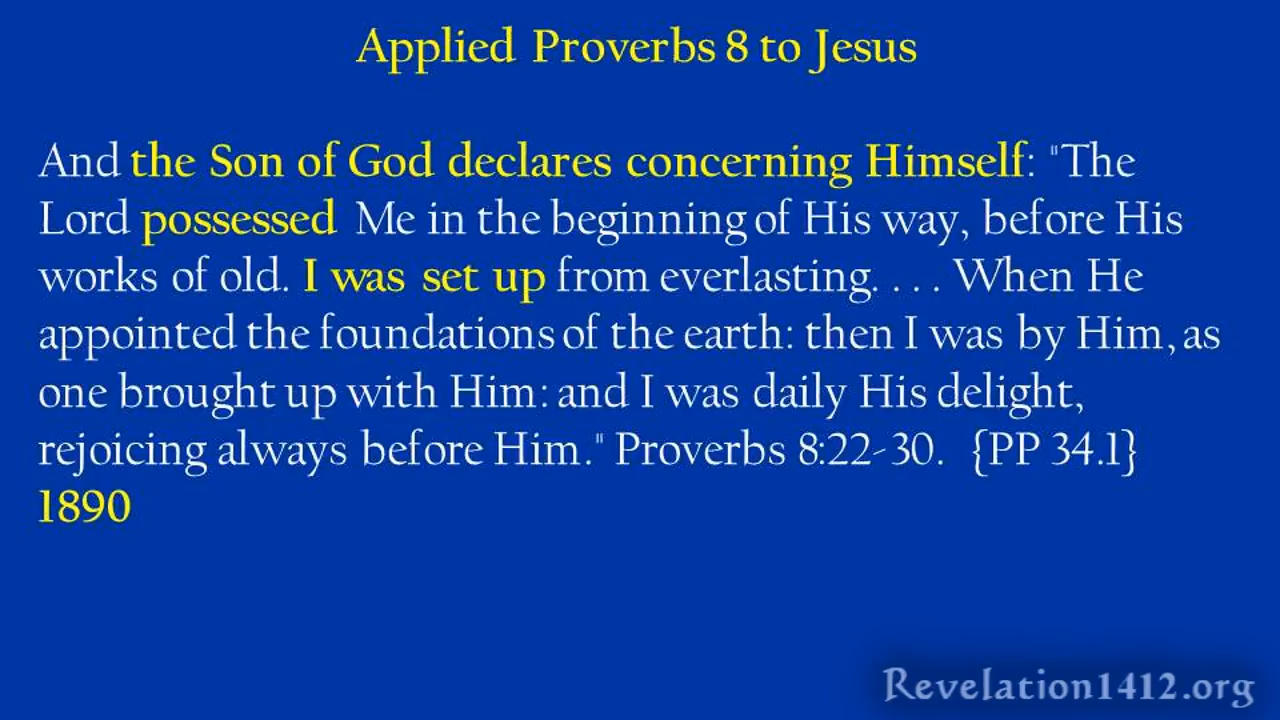 Applied Proverbs 8 to Jesus
And the Son of God declares concerning Himself: "The
Lord possessed Me in the beginning of His way, before His
works of old. I was set up from everlasting. . . . When He
appointed the foundations of the earth: then I was by Him, as
one brought up with Him: and I was daily His delight,
rejoicing always before Him." Proverbs 8:22-30. {PP 34.1}
1890
Revelation1412.org